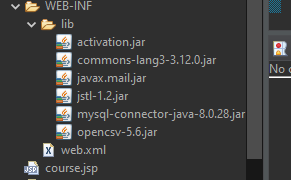 WEB-INF
lib
activation.jar
commons-lang3-3.12.0.jar
javax.mail.jar
jstl-1.2.jar
mysql-connector-java-8.0.28.jar
opencsv-5.6.jar
web.xml
course.jsp
No